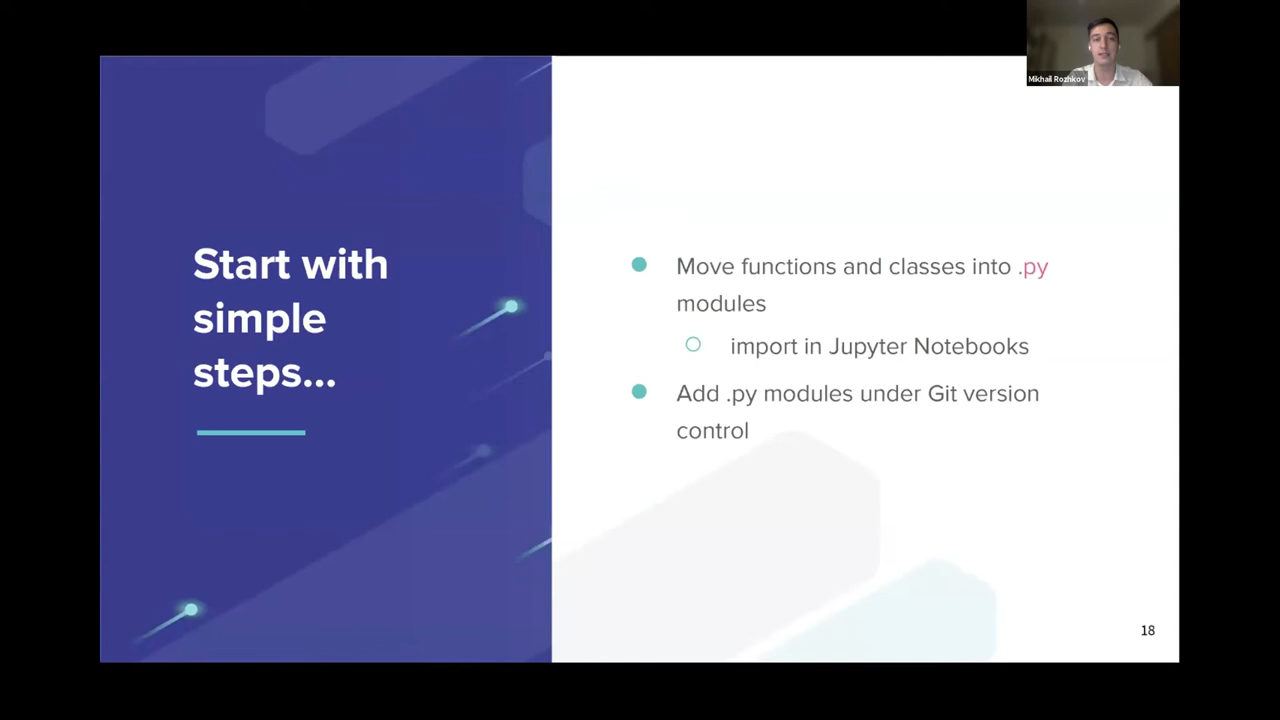 Mikhail Rozhkov
Start with
simple
steps...
Move functions and classes into .py
modules
import in Jupyter Notebooks
Add .py modules under Git version
control
18